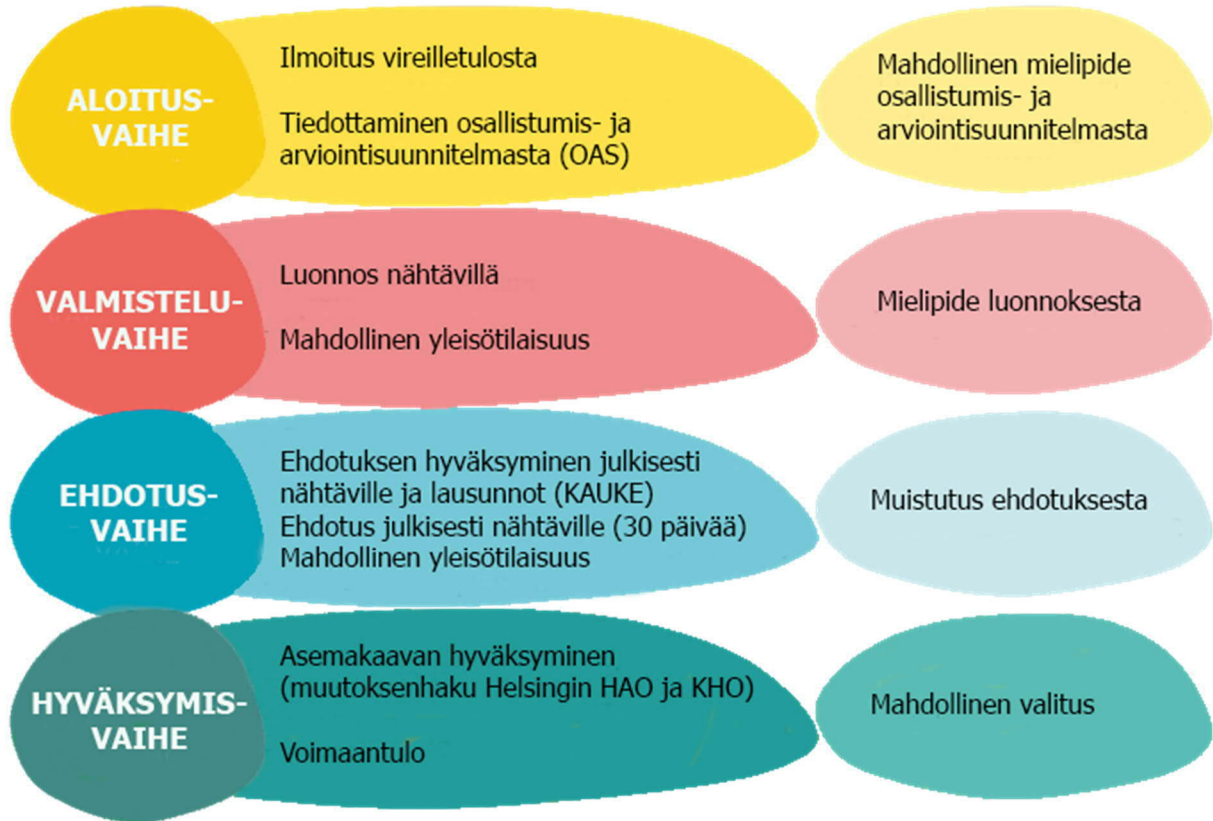 ALOITUS-
VAIHE
Ilmoitus vireilletulosta
Tiedottaminen osallistumis- ja
arviointisuunnitelmasta (OAS)
Mahdollinen mielipide
osallistumis- ja
arviointisuunnitelmasta
VALMISTELU-
VAIHE
Luonnos nähtävillä
Mahdollinen yleisötilaisuus
Mielipide luonnoksesta
EHDOTUS-
VAIHE
Ehdotuksen hyväksyminen julkisesti
nähtäville ja lausunnot (KAUKE)
Ehdotus julkisesti nähtäville (30 päivää)
Mahdollinen yleisötilaisuus
Muistutus ehdotuksesta
HYVÄKSYMIS-
VAIHE
Asemakaavan hyväksyminen
(muutoksenhaku Helsingin HAO ja KHO)
Voimaantulo
Mahdollinen valitus